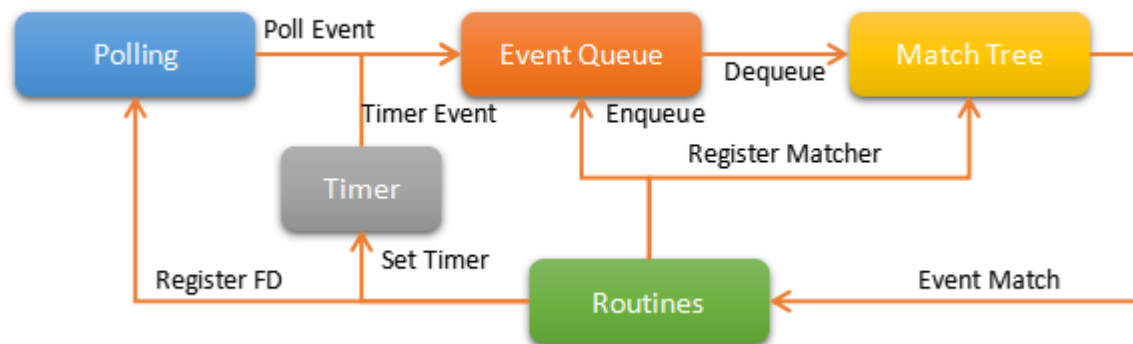 Poll Event
Polling
Event Queue
Match Tree
Dequeue
Timer Event
Enqueue
Register Matcher
Timer
Set Timer
Register FD
Event Match
Routines